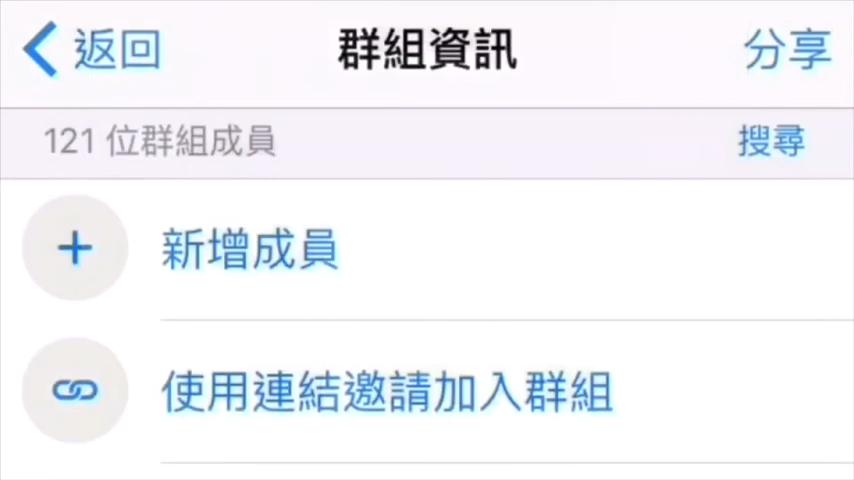 返回
群組資訊
分享
121 位群組成員
搜尋
新增成員
使用連結邀請加入群組